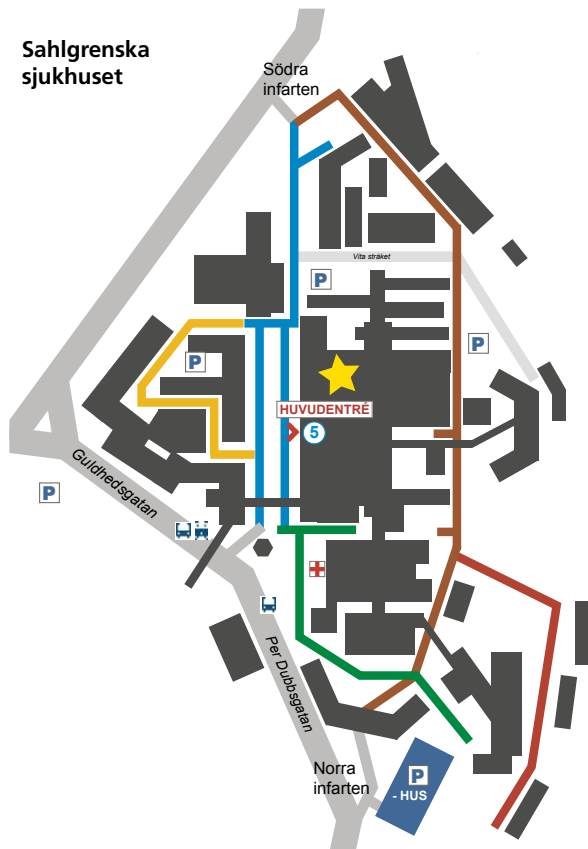 Sahlgrenska
sjukhuset
Södra
infarten
Vita stråket
P
P
P
P
HUVUDENTRÉ
5
Guldhedsgatan
Per Dubbsgatan
Norra
infarten
P
- HUS